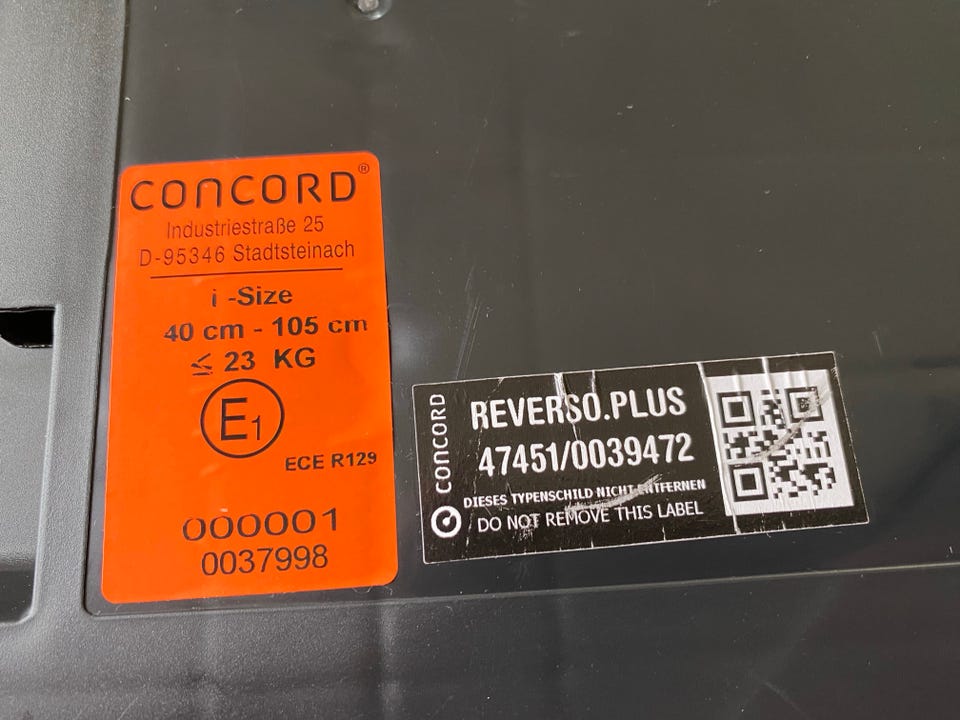 CONCORD®
Industriestraße 25
D-95346 Stadtsteinach
i -Size
40 cm - 105 cm
≤ 23 KG
E1
ECE R129
000001
0037998
CONCORD
REVERSO.PLUS
47451/0039472
DIESES TYPENSCHILD NICHT ENTFERNEN
DO NOT REMOVE THIS LABEL